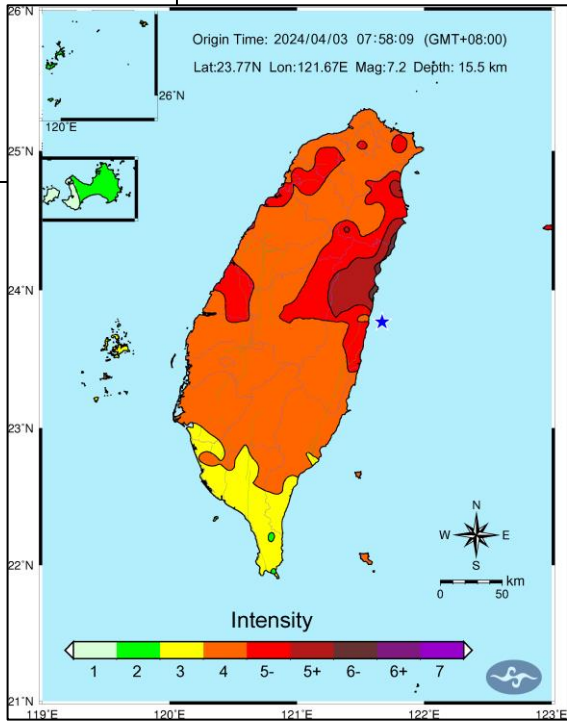 26°N
Origin Time: 2024/04/03 07:58:09 (GMT+08:00)
Lat:23.77N Lon:121.67E Mag:7.2 Depth: 15.5 km
26°N
120°E
25°N
24°N
23°N
22°N
21°N
N
W E
S
km
0 50
Intensity
1 2 3 4 5- 5+ 6- 6+ 7
119°E 120°E 121°E 122°E 123°E